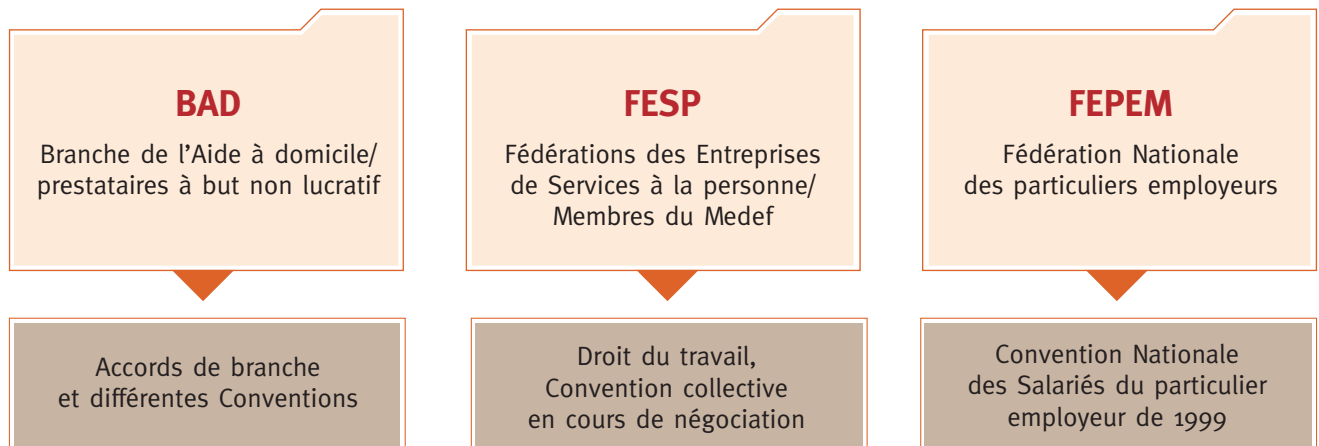 BAD
Branche de l’Aide à domicile/
prestataires à but non lucratif
FESP
Fédérations des Entreprises
de Services à la personne/
Membres du Medef
FEPEM
Fédération Nationale
des particuliers employeurs
Accords de branche
et différentes Conventions
Droit du travail,
Convention collective
en cours de négociation
Convention Nationale
des Salariés du particulier
employeur de 1999